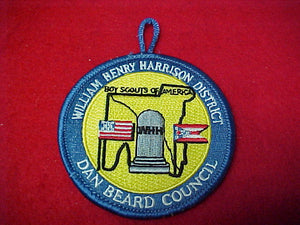 WILLIAM HENRY HARRISON DISTRICT
BOY SCOUTS OF AMERICA
WHH
DAN BEARD COUNCIL